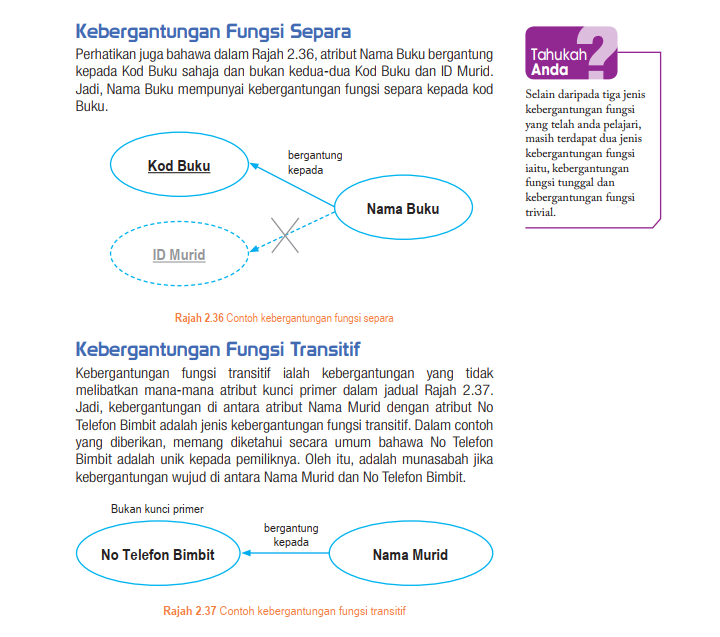 Kebergantungan Fungsi Separa
Perhatikan juga bahawa dalam Rajah 2.36, atribut Nama Buku bergantung
kepada Kod Buku sahaja dan bukan kedua-dua Kod Buku dan ID Murid.
Jadi, Nama Buku mempunyai kebergantungan fungsi separa kepada kod
Buku.
Kod Buku
bergantung
kepada
Nama Buku
ID Murid
Rajah 2.36 Contoh kebergantungan fungsi separa
Kebergantungan Fungsi Transitif
Kebergantungan fungsi transitif ialah kebergantungan yang tidak
melibatkan mana-mana atribut kunci primer dalam jadual Rajah 2.37.
Jadi, kebergantungan di antara atribut Nama Murid dengan atribut No
Telefon Bimbit adalah jenis kebergantungan fungsi transitif. Dalam contoh
yang diberikan, memang diketahui secara umum bahawa No Telefon
Bimbit adalah unik kepada pemiliknya. Oleh itu, adalah munasabah jika
kebergantungan wujud di antara Nama Murid dan No Telefon Bimbit.
Bukan kunci primer
No Telefon Bimbit
bergantung
kepada
Nama Murid
Rajah 2.37 Contoh kebergantungan fungsi transitif
Tahukah
Anda ?
Selain daripada tiga jenis
kebergantungan fungsi
yang telah anda pelajari,
masih terdapat dua jenis
kebergantungan fungsi
iaitu, kebergantungan
fungsi tunggal dan
kebergantungan fungsi
trivial.